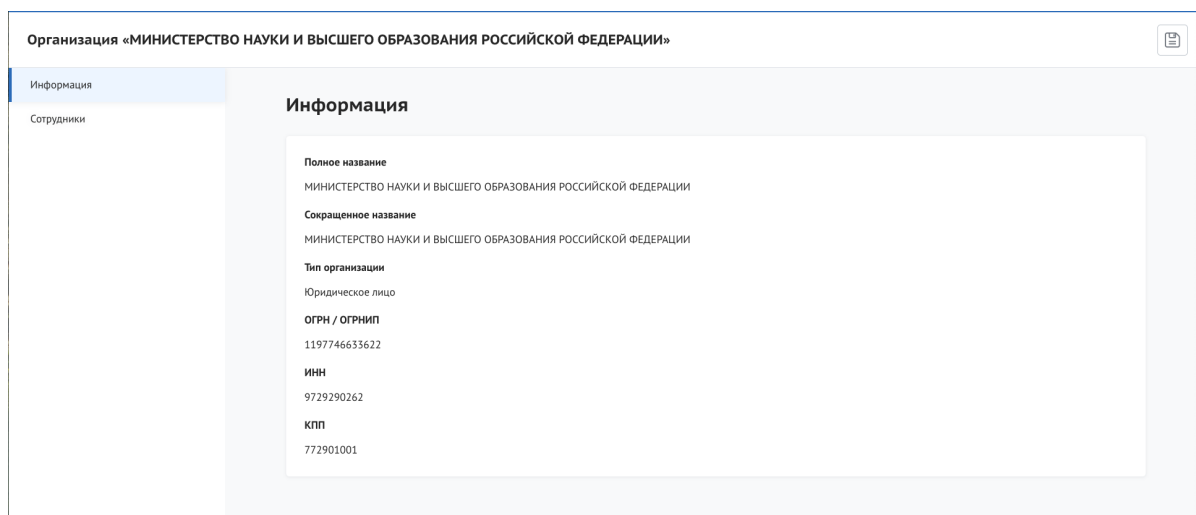 Организация «МИНИСТЕРСТВО НАУКИ И ВЫСШЕГО ОБРАЗОВАНИЯ РОССИЙСКОЙ ФЕДЕРАЦИИ»
Информация
Сотрудники
Информация
Полное название
МИНИСТЕРСТВО НАУКИ И ВЫСШЕГО ОБРАЗОВАНИЯ РОССИЙСКОЙ ФЕДЕРАЦИИ
Сокращенное название
МИНИСТЕРСТВО НАУКИ И ВЫСШЕГО ОБРАЗОВАНИЯ РОССИЙСКОЙ ФЕДЕРАЦИИ
Тип организации
Юридическое лицо
ОГРН / ОГРНИП
1197746633622
ИНН
9729290262
КПП
772901001